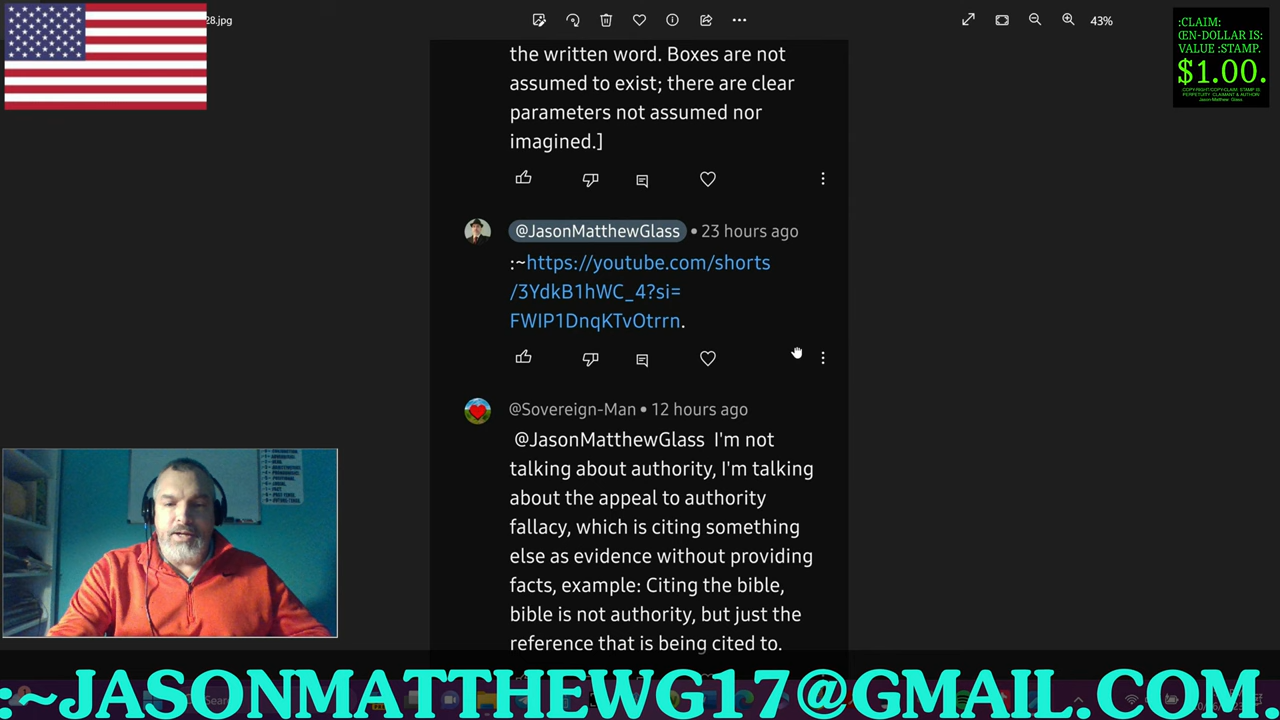 28.jpg
43%
:CLAIM:
ŒN-DOLLAR IS:
VALUE :STAMP.
$1.00.
the written word. Boxes are not
assumed to exist; there are clear
parameters not assumed nor
imagined.]
@JasonMatthewGlass • 23 hours ago
:~https://youtube.com/shorts
/3YdkB1hWC_4?si=
FWIP1DnqKTvOtrrn.
@Sovereign-Man • 12 hours ago
@JasonMatthewGlass I'm not
talking about authority, I'm talking
about the appeal to authority
fallacy, which is citing something
else as evidence without providing
facts, example: Citing the bible,
bible is not authority, but just the
reference that is being cited to.
:~JASONMATTHEWG17@GMAIL.COM.